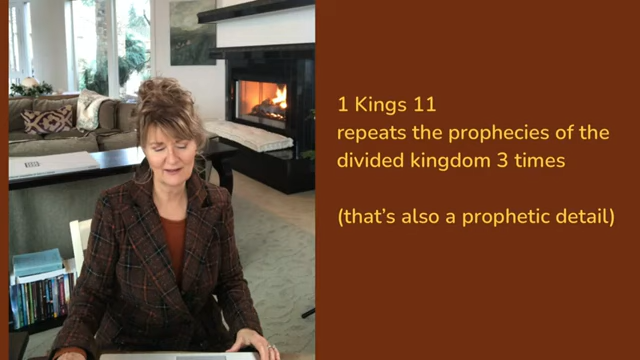 1 Kings 11
repeats the prophecies of the
divided kingdom 3 times
(that's also a prophetic detail)